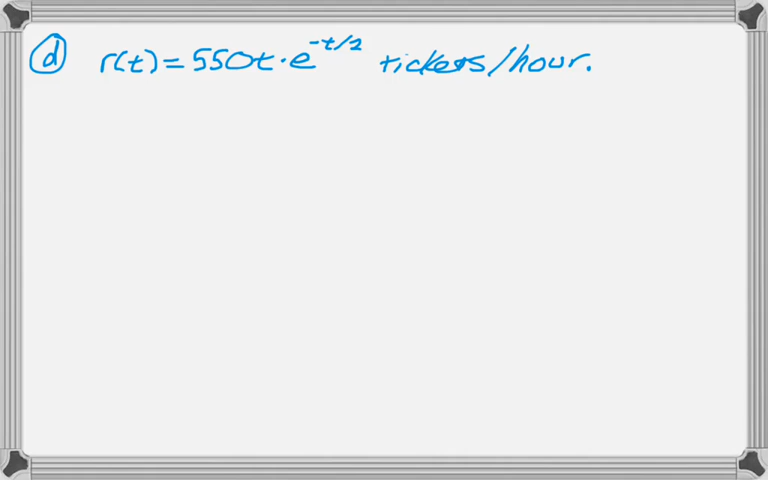 (d) r(t) = 550t · e^{-t/2} tickets/hour.